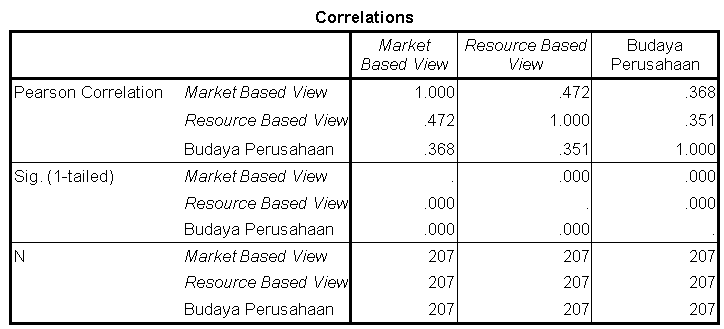 Correlations
Market Based View Resource Based View Budaya Perusahaan
Pearson Correlation Market Based View 1.000 .472 .368
Resource Based View .472 1.000 .351
Budaya Perusahaan .368 .351 1.000
Sig. (1-tailed) Market Based View . .000 .000
Resource Based View .000 . .000
Budaya Perusahaan .000 .000 .
N Market Based View 207 207 207
Resource Based View 207 207 207
Budaya Perusahaan 207 207 207